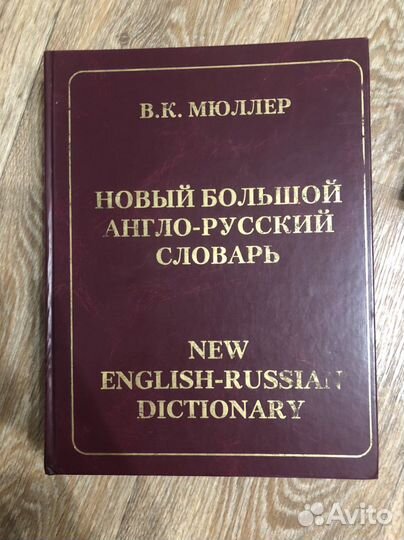 В.К. МЮЛЛЕР
НОВЫЙ БОЛЬШОЙ
АНГЛО-РУССКИЙ
СЛОВАРЬ
NEW
ENGLISH-RUSSIAN
DICTIONARY
Avito